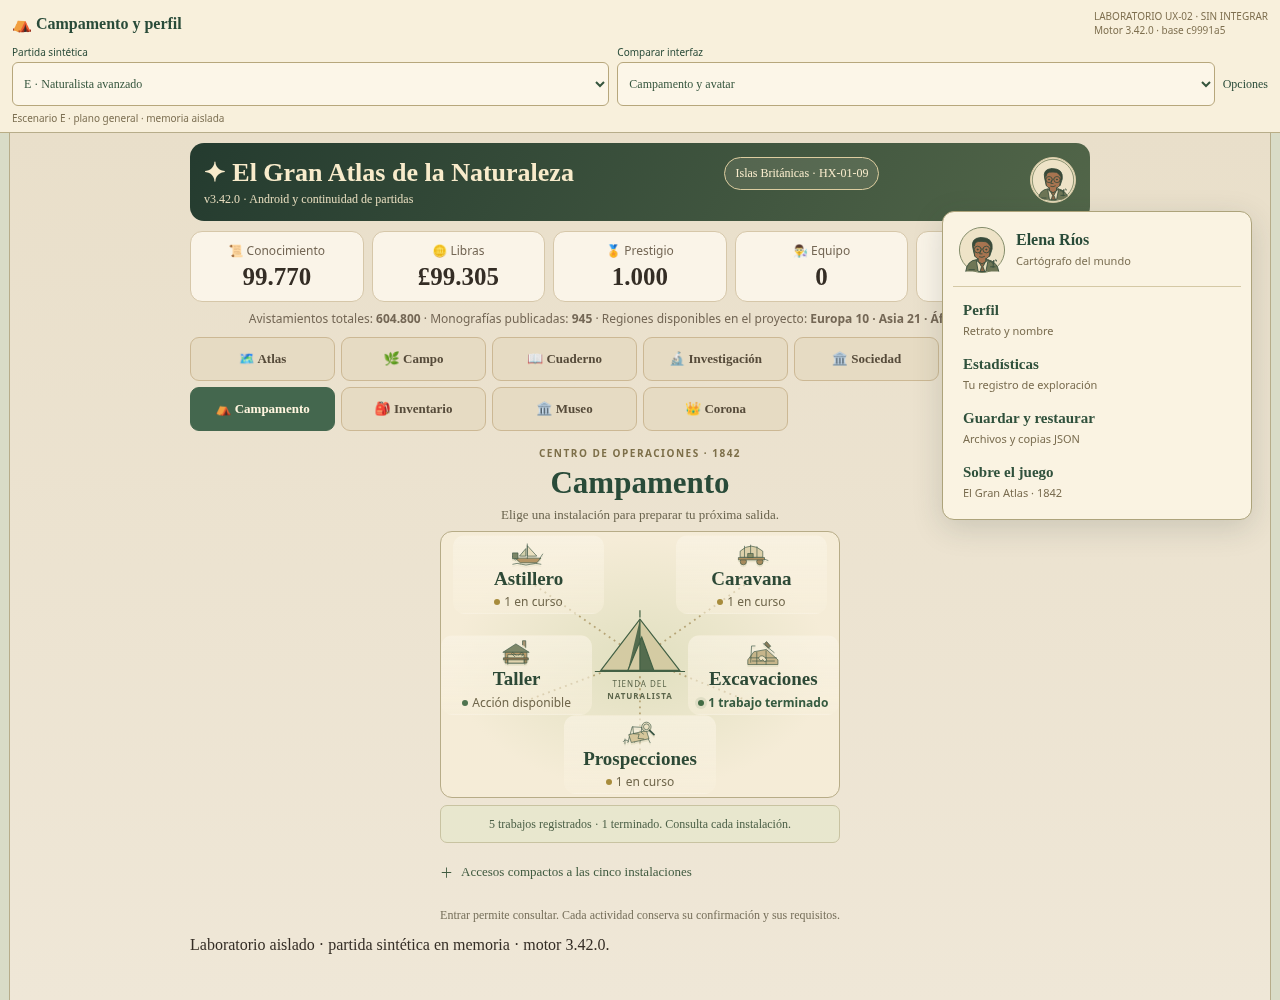 ⛺ Campamento y perfil
LABORATORIO UX-02 · SIN INTEGRAR
Motor 3.42.0 · base c9991a5
Partida sintética
Comparar interfaz
E · Naturalista avanzado
Campamento y avatar
Opciones
Escenario E · plano general · memoria aislada
✦ El Gran Atlas de la Naturaleza
v3.42.0 · Android y continuidad de partidas
Islas Británicas · HX-01-09
📜 Conocimiento
99.770
🪙 Libras
£99.305
🏅 Prestigio
1.000
👨‍🔬 Equipo
0
Avistamientos totales: 604.800 · Monografías publicadas: 945 · Regiones disponibles en el proyecto: Europa 10 · Asia 21 ·
🗺️ Atlas
🌿 Campo
📖 Cuaderno
🔬 Investigación
🏛️ Sociedad
⛺ Campamento
🎒 Inventario
🏛️ Museo
👑 Corona
Elena Ríos
Cartógrafo del mundo
Perfil
Retrato y nombre
Estadísticas
Tu registro de exploración
Guardar y restaurar
Archivos y copias JSON
Sobre el juego
El Gran Atlas · 1842
CENTRO DE OPERACIONES · 1842
Campamento
Elige una instalación para preparar tu próxima salida.
Astillero
1 en curso
Caravana
1 en curso
Taller
Acción disponible
TIENDA DEL
NATURALISTA
Excavaciones
1 trabajo terminado
Prospecciones
1 en curso
5 trabajos registrados · 1 terminado. Consulta cada instalación.
+ Accesos compactos a las cinco instalaciones
Entrar permite consultar. Cada actividad conserva su confirmación y sus requisitos.
Laboratorio aislado · partida sintética en memoria · motor 3.42.0.